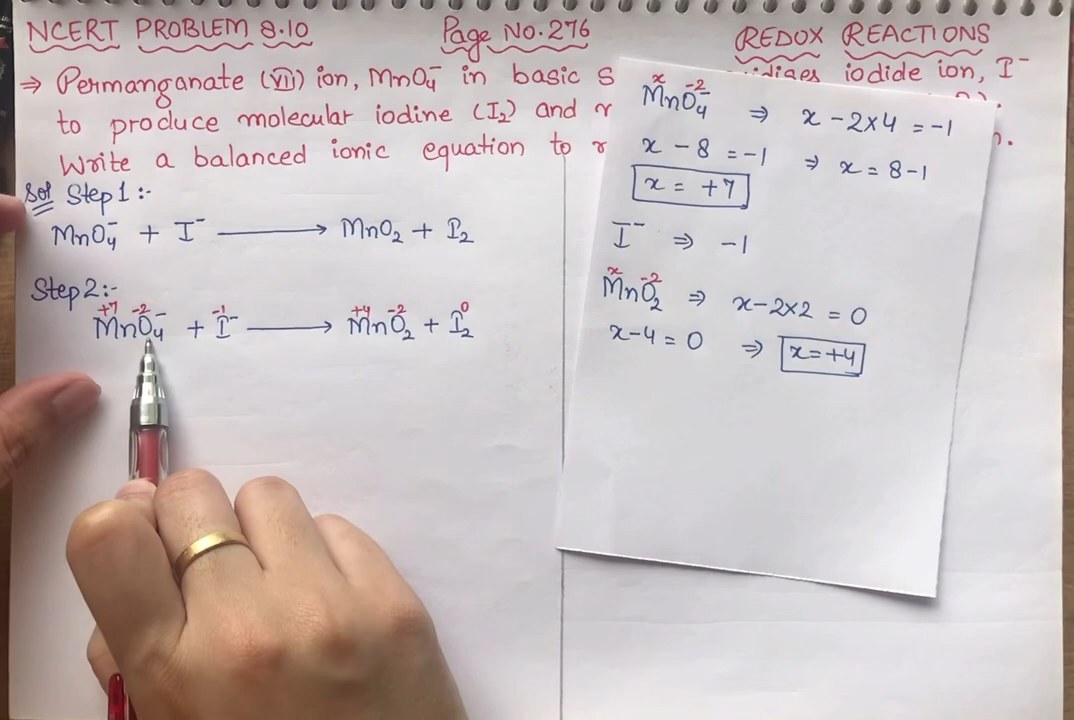 NCERT PROBLEM 8.10 Page No. 276 REDOX REACTIONS
⇒ Permanganate (VII) ion, MnO₄⁻ in basic s iodide ion, I⁻
to produce molecular iodine (I₂) and
Write a balanced ionic equation to
Sol Step 1 :-
MnO₄⁻ + I⁻ ⟶ MnO₂ + I₂
Step 2 :-
+7 -2 -1 +4 -2 0
MnO₄⁻ + I⁻ ⟶ MnO₂ + I₂
x -2
MnO₄⁻ ⇒ x - 2×4 = -1
x - 8 = -1 ⇒ x = 8-1
x = +7
I⁻ ⇒ -1
x -2
MnO₂ ⇒ x-2×2 = 0
x-4 = 0 ⇒ x=+4